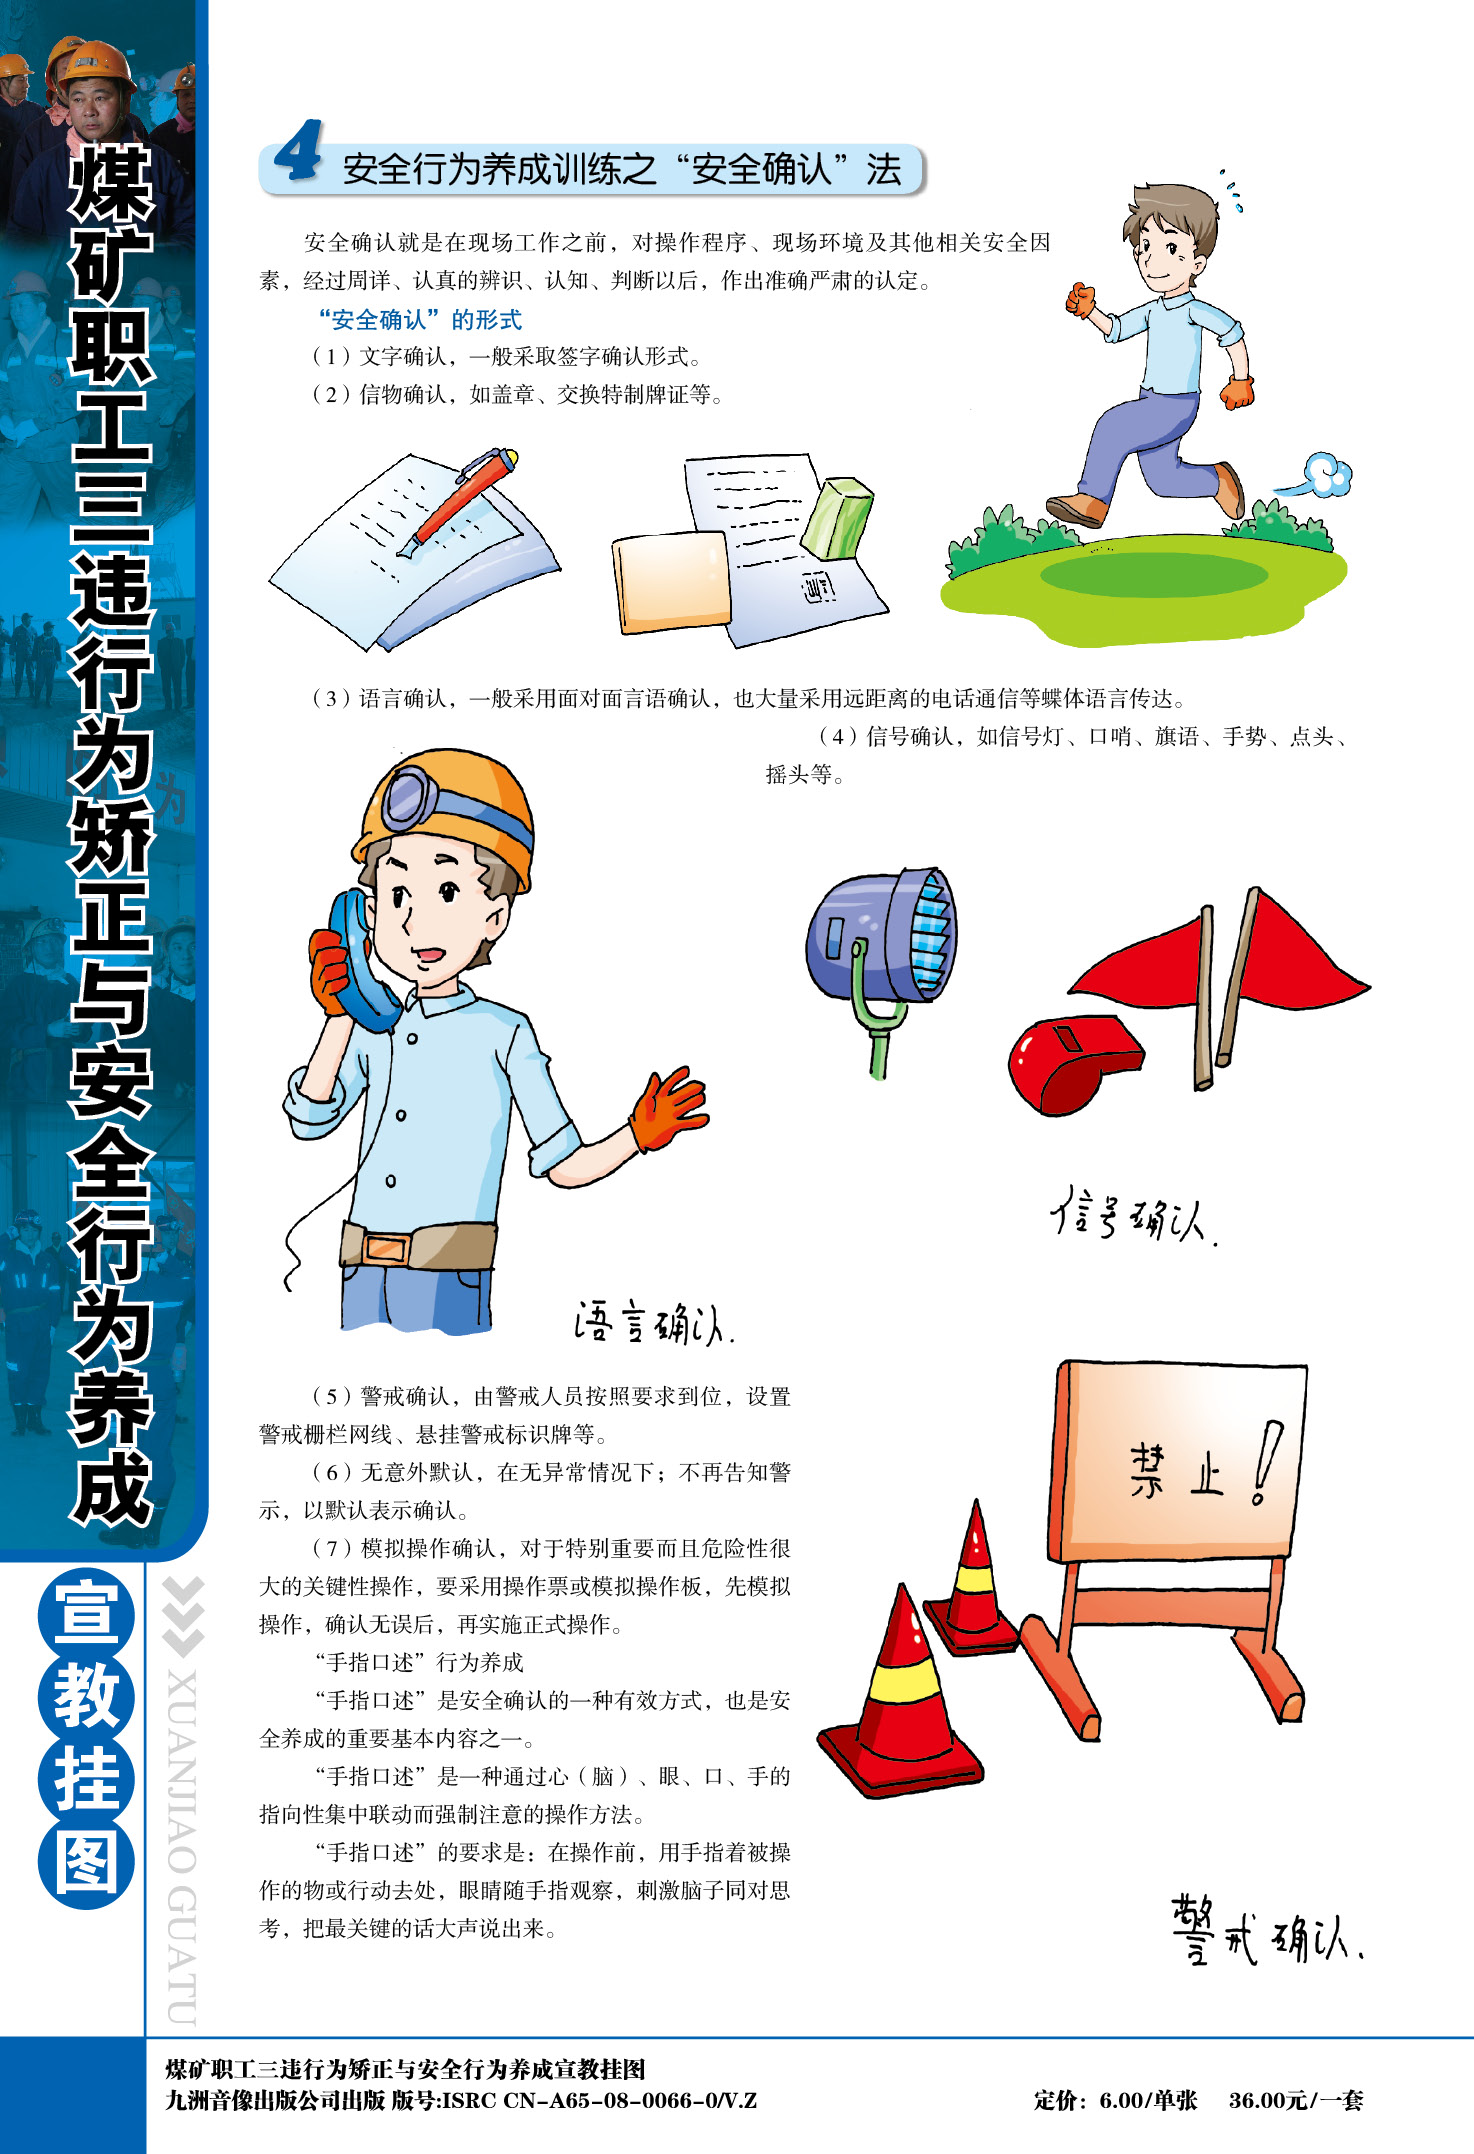 煤矿职工三违行为矫正与安全行为养成
宣教挂图
XUANJIAO GUATU
4 安全行为养成训练之“安全确认”法
安全确认就是在现场工作之前，对操作程序、现场环境及其他相关安全因
素，经过周详、认真的辨识、认知、判断以后，作出准确严肃的认定。
“安全确认”的形式
（1）文字确认，一般采取签字确认形式。
（2）信物确认，如盖章、交换特制牌证等。
（3）语言确认，一般采用面对面言语确认，也大量采用远距离的电话通信等蝶体语言传达。
（4）信号确认，如信号灯、口哨、旗语、手势、点头、
摇头等。
信号确认.
语言确认.
（5）警戒确认，由警戒人员按照要求到位，设置
警戒栅栏网线、悬挂警戒标识牌等。
（6）无意外默认，在无异常情况下；不再告知警
示，以默认表示确认。
（7）模拟操作确认，对于特别重要而且危险性很
大的关键性操作，要采用操作票或模拟操作板，先模拟
操作，确认无误后，再实施正式操作。
“手指口述”行为养成
“手指口述”是安全确认的一种有效方式，也是安
全养成的重要基本内容之一。
“手指口述”是一种通过心（脑）、眼、口、手的
指向性集中联动而强制注意的操作方法。
“手指口述”的要求是：在操作前，用手指着被操
作的物或行动去处，眼睛随手指观察，刺激脑子同对思
考，把最关键的话大声说出来。
禁止！
警戒确认.
煤矿职工三违行为矫正与安全行为养成宣教挂图
九洲音像出版公司出版 版号:ISRC CN-A65-08-0066-0/V.Z
定价：6.00/单张 36.00元/一套